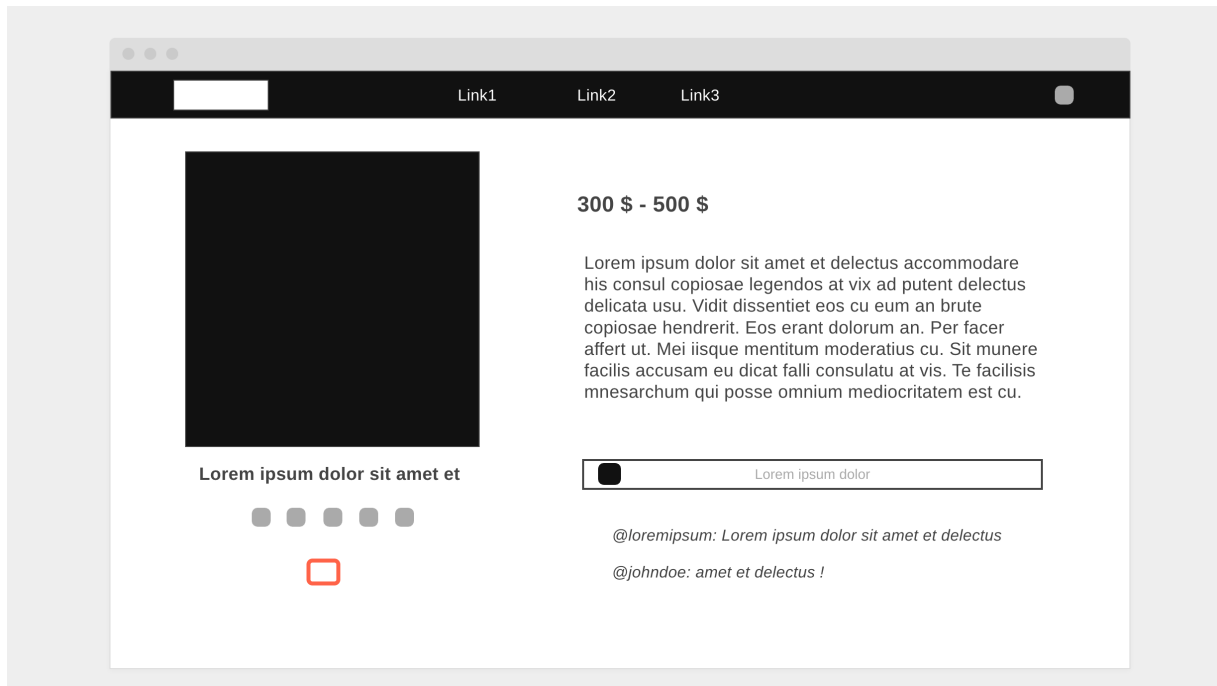 Link1 Link2 Link3
300 $ - 500 $
Lorem ipsum dolor sit amet et delectus accommodare
his consul copiosae legendos at vix ad putent delectus
delicata usu. Vidit dissentiet eos cu eum an brute
copiosae hendrerit. Eos erant dolorum an. Per facer
affert ut. Mei iisque mentitum moderatius cu. Sit munere
facilis accusam eu dicat falli consulatu at vis. Te facilisis
mnesarchum qui posse omnium mediocritatem est cu.
Lorem ipsum dolor sit amet et
Lorem ipsum dolor
@loremipsum: Lorem ipsum dolor sit amet et delectus
@johndoe: amet et delectus !